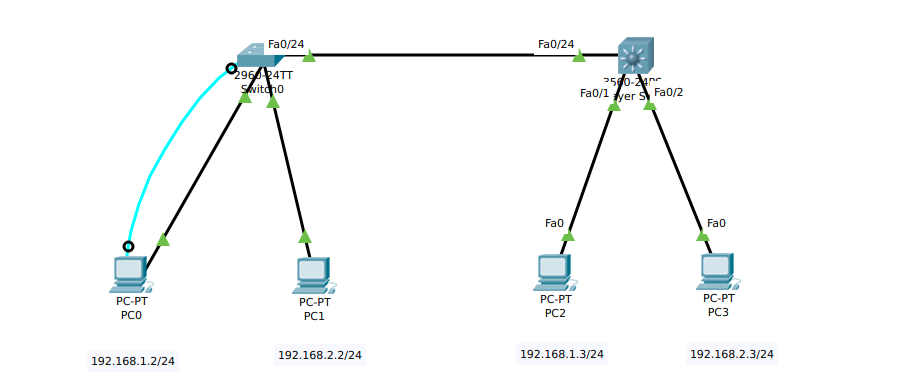 Fa0/24
Fa0/24
2960-24TT
Switch0
3560-24PS
Fa0/1
Fa0/2
Fa0
Fa0
PC-PT
PC0
PC-PT
PC1
PC-PT
PC2
PC-PT
PC3
192.168.1.2/24
192.168.2.2/24
192.168.1.3/24
192.168.2.3/24